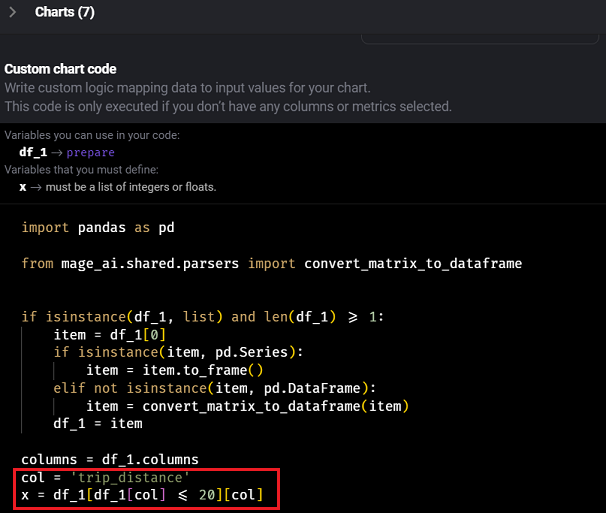 Charts (7)
Custom chart code
Write custom logic mapping data to input values for your chart.
This code is only executed if you don't have any columns or metrics selected.
Variables you can use in your code:
df_1 → prepare
Variables that you must define:
x → must be a list of integers or floats.
import pandas as pd
from mage_ai.shared.parsers import convert_matrix_to_dataframe
if isinstance(df_1, list) and len(df_1) >= 1:
    item = df_1[0]
    if isinstance(item, pd.Series):
        item = item.to_frame()
    elif not isinstance(item, pd.DataFrame):
        item = convert_matrix_to_dataframe(item)
    df_1 = item
columns = df_1.columns
col = 'trip_distance'
x = df_1[df_1[col] <= 20][col]